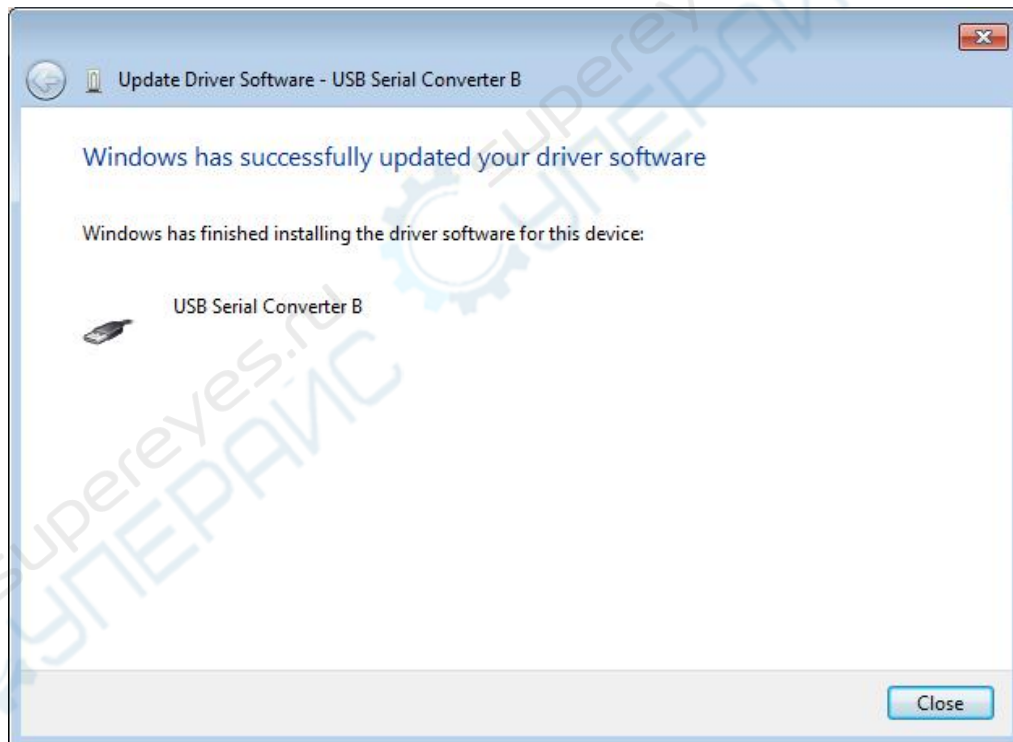 Update Driver Software - USB Serial Converter B
Windows has successfully updated your driver software
Windows has finished installing the driver software for this device:
USB Serial Converter B
Close
supereyes.ru
СУПЕРАЙС
supereyes.ru
СУПЕРАЙС